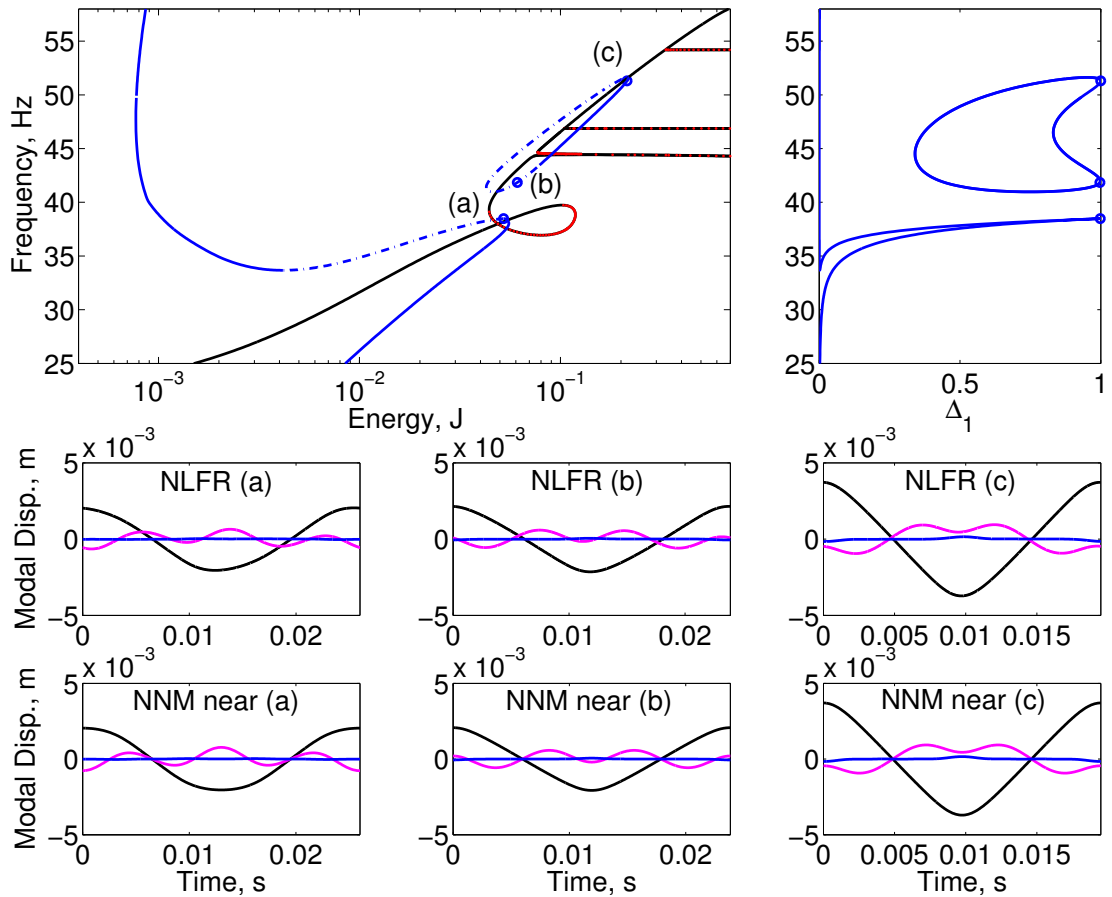 Frequency, Hz
55
50
45
40
35
30
25
10⁻³
10⁻²
10⁻¹
Energy, J
(a)
(b)
(c)
55
50
45
40
35
30
25
0
0.5
1
Δ₁
Modal Disp., m
x 10⁻³
5
0
−5
NLFR (a)
0
0.01
0.02
x 10⁻³
5
0
−5
NLFR (b)
0
0.01
0.02
x 10⁻³
5
0
−5
NLFR (c)
0
0.005
0.01
0.015
Modal Disp., m
x 10⁻³
5
0
−5
NNM near (a)
0
0.01
0.02
Time, s
x 10⁻³
5
0
−5
NNM near (b)
0
0.01
0.02
Time, s
x 10⁻³
5
0
−5
NNM near (c)
0
0.005
0.01
0.015
Time, s